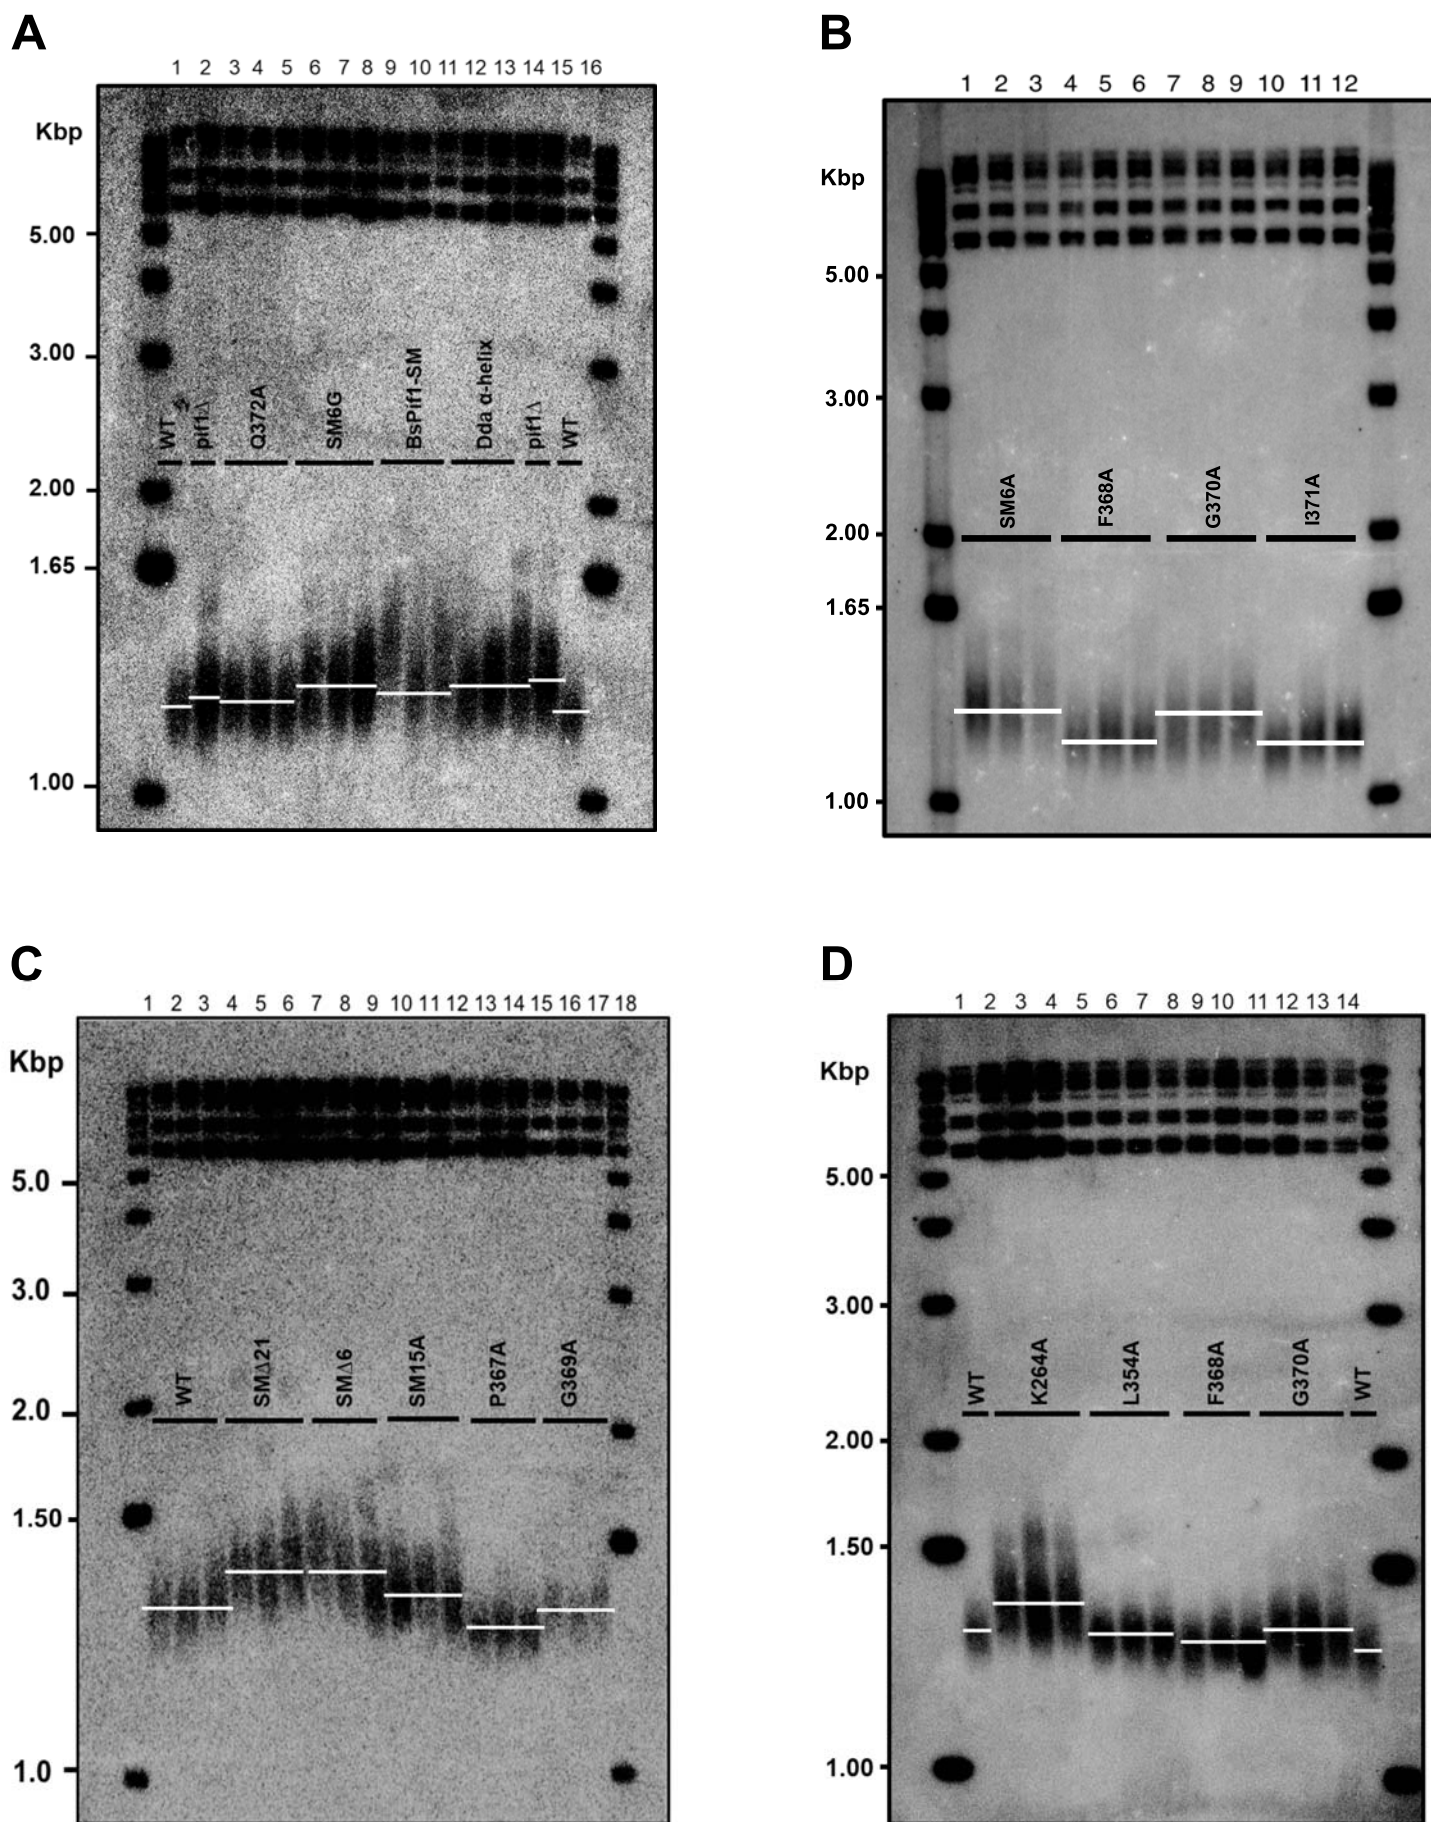 A
1 2 3 4 5 6 7 8 9 10 11 12 13 14 15 16
Kbp
5.00
3.00
2.00
1.65
1.00
WT
pif1Δ
Q372A
SM6G
BsPif1-SM
Dda α-helix
pif1Δ
WT
B
1 2 3 4 5 6 7 8 9 10 11 12
Kbp
5.00
3.00
2.00
1.65
1.00
SM6A
F368A
G370A
I371A
C
1 2 3 4 5 6 7 8 9 10 11 12 13 14 15 16 17 18
Kbp
5.0
3.0
2.0
1.50
1.0
WT
SMΔ21
SMΔ6
SM15A
P367A
G369A
D
1 2 3 4 5 6 7 8 9 10 11 12 13 14
Kbp
5.00
3.00
2.00
1.50
1.00
WT
K264A
L354A
F368A
G370A
WT